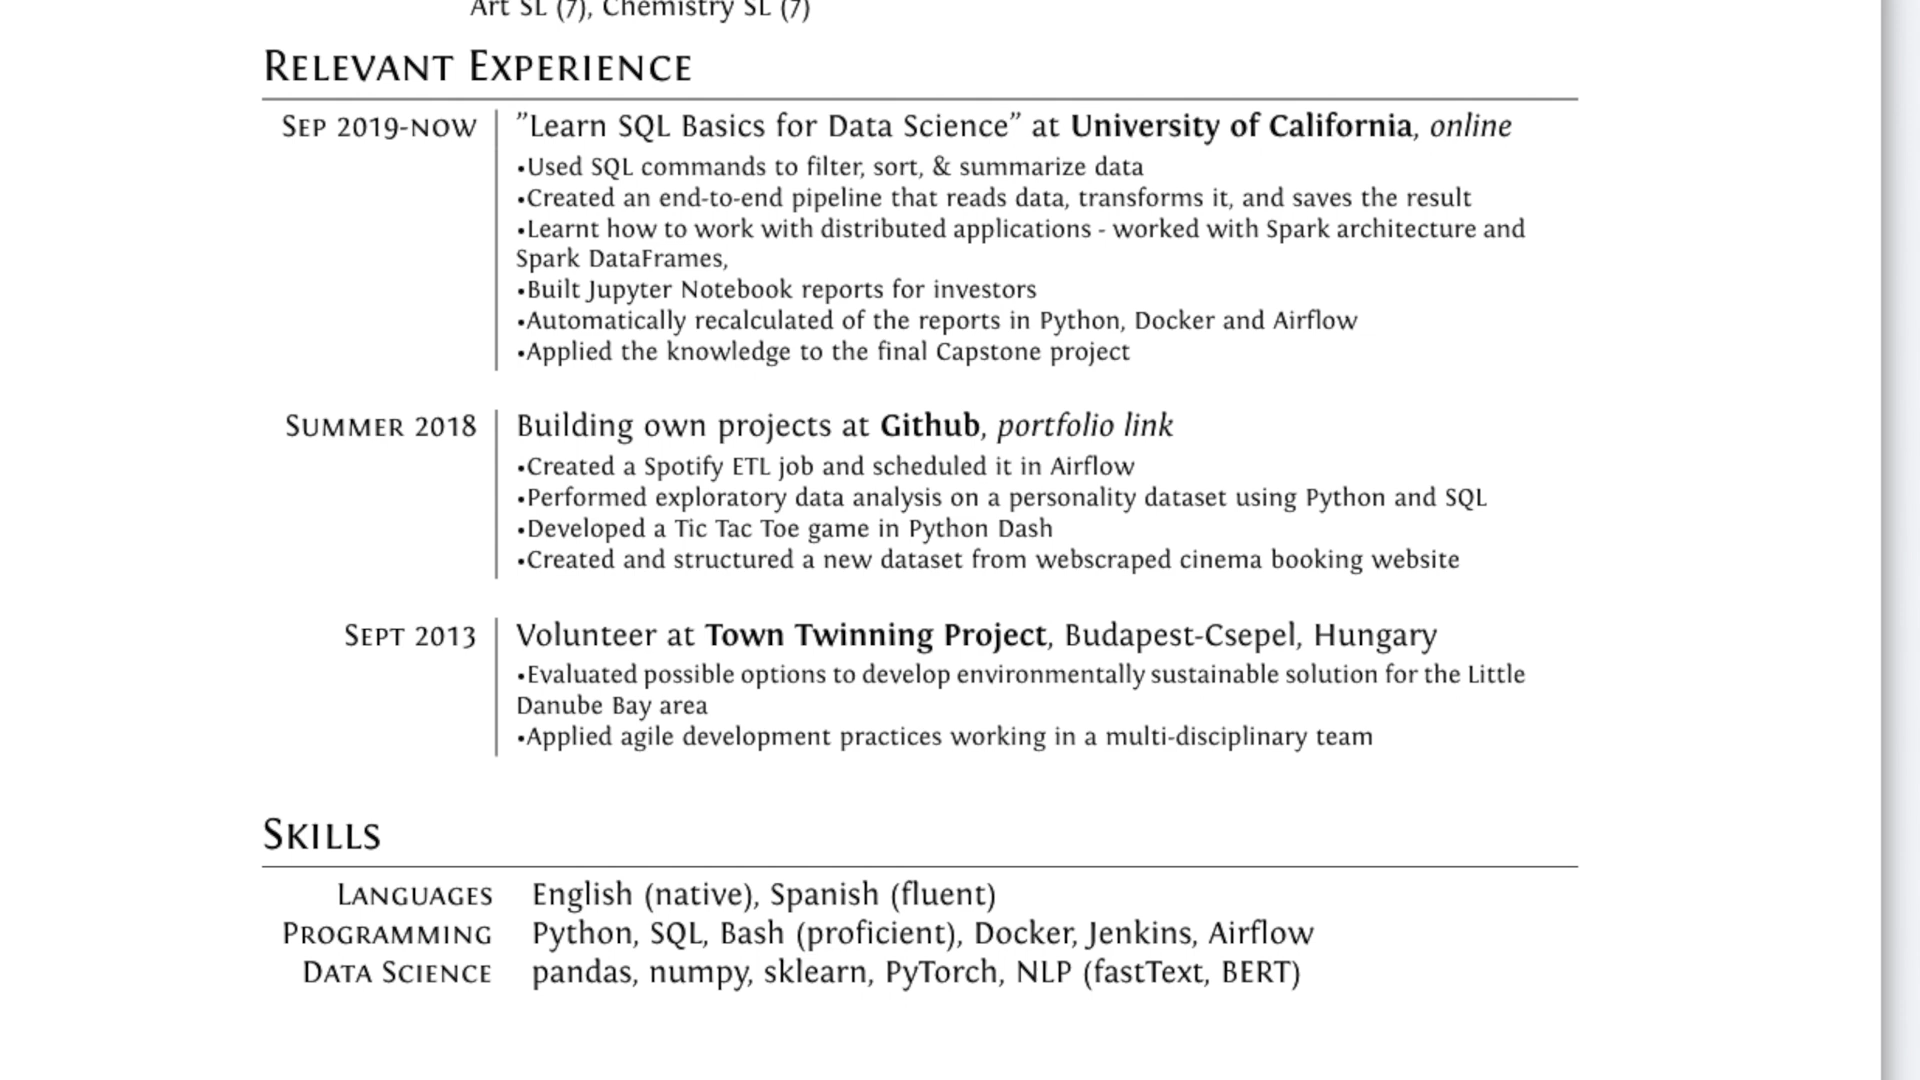 Art SL (7), Chemistry SL (7)
Relevant Experience
Sep 2019-now
”Learn SQL Basics for Data Science” at University of California, online
•Used SQL commands to filter, sort, & summarize data
•Created an end-to-end pipeline that reads data, transforms it, and saves the result
•Learnt how to work with distributed applications - worked with Spark architecture and
Spark DataFrames,
•Built Jupyter Notebook reports for investors
•Automatically recalculated of the reports in Python, Docker and Airflow
•Applied the knowledge to the final Capstone project
Summer 2018
Building own projects at Github, portfolio link
•Created a Spotify ETL job and scheduled it in Airflow
•Performed exploratory data analysis on a personality dataset using Python and SQL
•Developed a Tic Tac Toe game in Python Dash
•Created and structured a new dataset from webscraped cinema booking website
Sept 2013
Volunteer at Town Twinning Project, Budapest-Csepel, Hungary
•Evaluated possible options to develop environmentally sustainable solution for the Little
Danube Bay area
•Applied agile development practices working in a multi-disciplinary team
Skills
Languages English (native), Spanish (fluent)
Programming Python, SQL, Bash (proficient), Docker, Jenkins, Airflow
Data Science pandas, numpy, sklearn, PyTorch, NLP (fastText, BERT)